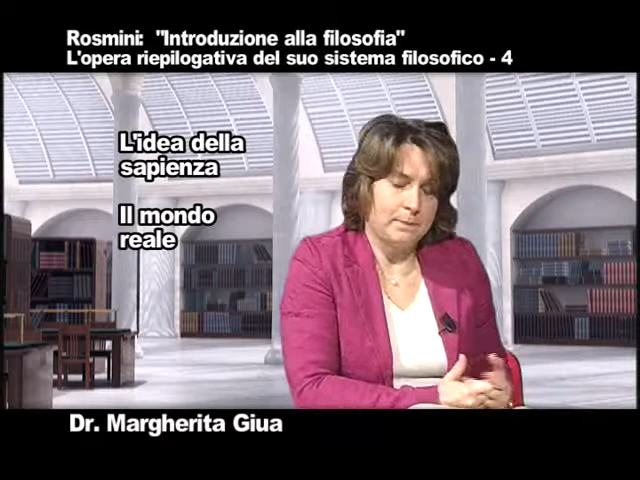 Rosmini: "Introduzione alla filosofia"
L'opera riepilogativa del suo sistema filosofico - 4
L'idea della
sapienza
Il mondo
reale
Dr. Margherita Giua